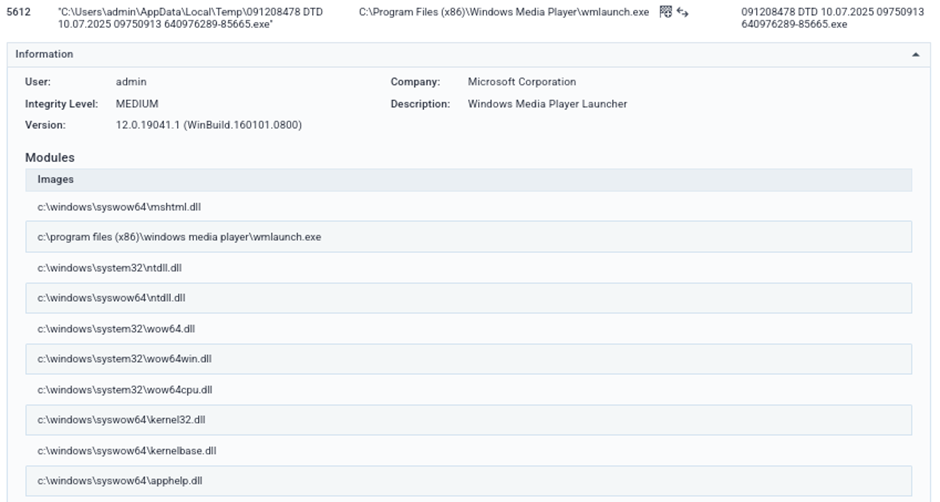 5612 "C:\Users\admin\AppData\Local\Temp\091208478 DTD C:\Program Files (x86)\Windows Media Player\wmlaunch.exe 091208478 DTD 10.07.2025 09750913
10.07.2025 09750913 640976289-85665.exe" 640976289-85665.exe
Information
User: admin Company: Microsoft Corporation
Integrity Level: MEDIUM Description: Windows Media Player Launcher
Version: 12.0.19041.1 (WinBuild.160101.0800)
Modules
Images
c:\windows\syswow64\mshtml.dll
c:\program files (x86)\windows media player\wmlaunch.exe
c:\windows\system32\ntdll.dll
c:\windows\syswow64\ntdll.dll
c:\windows\system32\wow64.dll
c:\windows\system32\wow64win.dll
c:\windows\system32\wow64cpu.dll
c:\windows\syswow64\kernel32.dll
c:\windows\syswow64\kernelbase.dll
c:\windows\syswow64\apphelp.dll